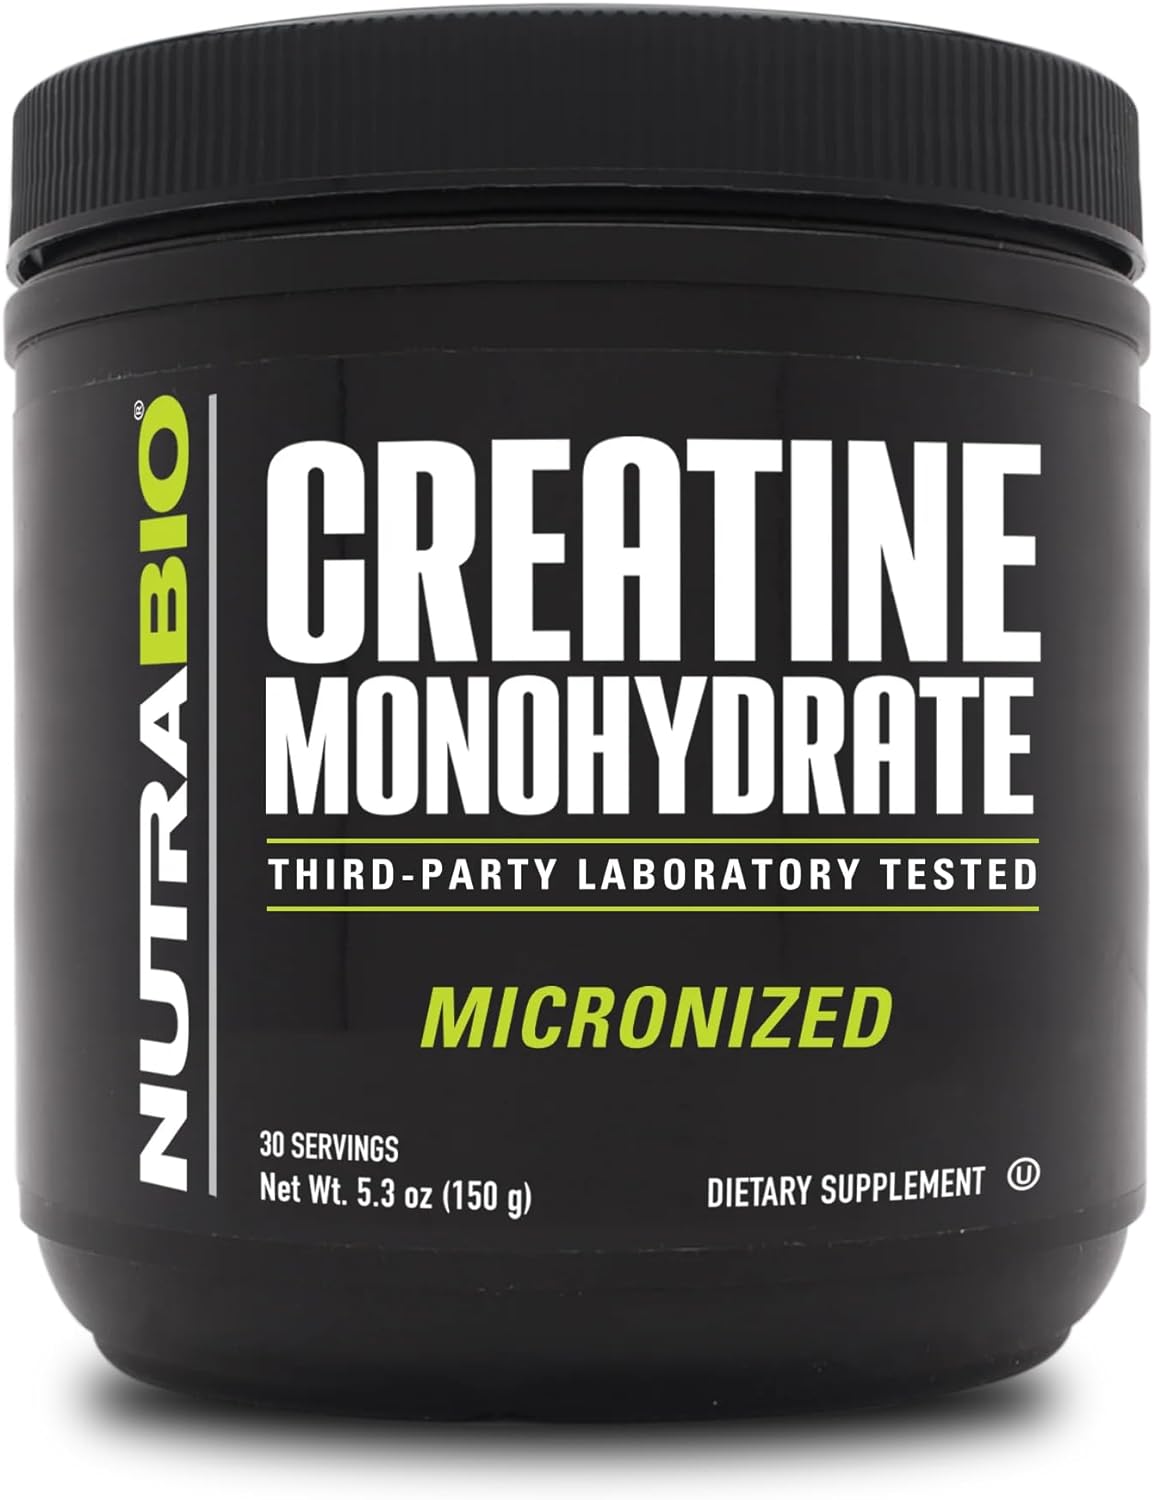 NUTRABIO®
CREATINE
MONOHYDRATE
THIRD-PARTY LABORATORY TESTED
MICRONIZED
30 SERVINGS
Net Wt. 5.3 oz (150 g)
DIETARY SUPPLEMENT Ⓤ